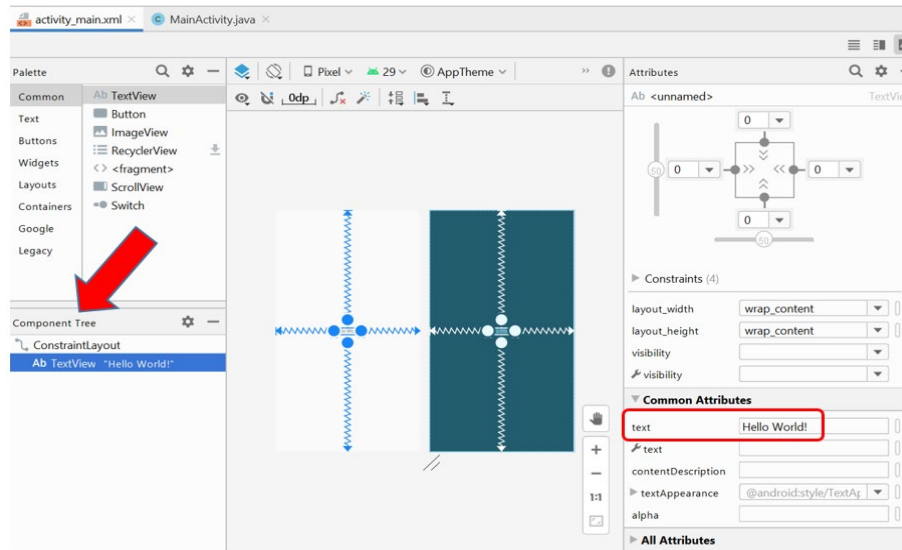 activity_main.xml
MainActivity.java
Palette
Common
Text
Buttons
Widgets
Layouts
Containers
Google
Legacy
Ab TextView
Button
ImageView
RecyclerView
<> <fragment>
ScrollView
Switch
Component Tree
ConstraintLayout
Ab TextView "Hello World!"
Pixel
29
AppTheme
0dp
1:1
Attributes
Ab <unnamed>
0
50
0
0
0
50
Constraints (4)
layout_width wrap_content
layout_height wrap_content
visibility
visibility
Common Attributes
text Hello World!
text
contentDescription
textAppearance @android:style/TextAp
alpha
All Attributes